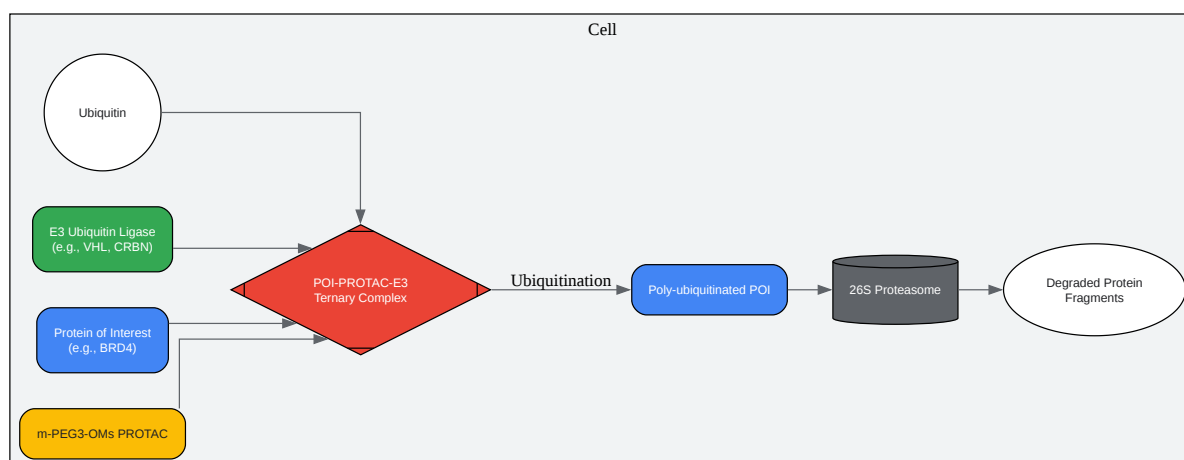 Cell
Ubiquitin
E3 Ubiquitin Ligase
(e.g., VHL, CRBN)
Protein of Interest
(e.g., BRD4)
m-PEG3-OMs PROTAC
POI-PROTAC-E3
Ternary Complex
Ubiquitination
Poly-ubiquitinated POI
26S Proteasome
Degraded Protein
Fragments